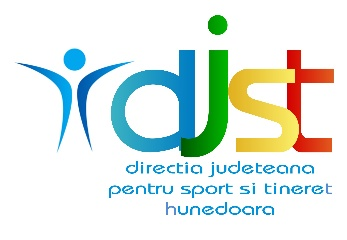 djst
directia judeteana
pentru sport si tineret
hunedoara